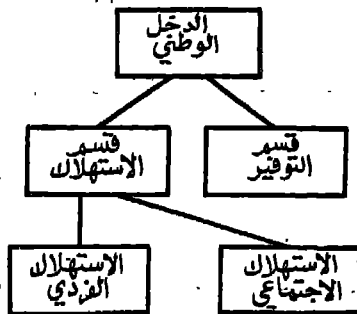 الدخل
الوطني
قسم
الاستهلاك
قسم
التوفير
الاستهلاك
الفردي
الاستهلاك
الاجتماعي